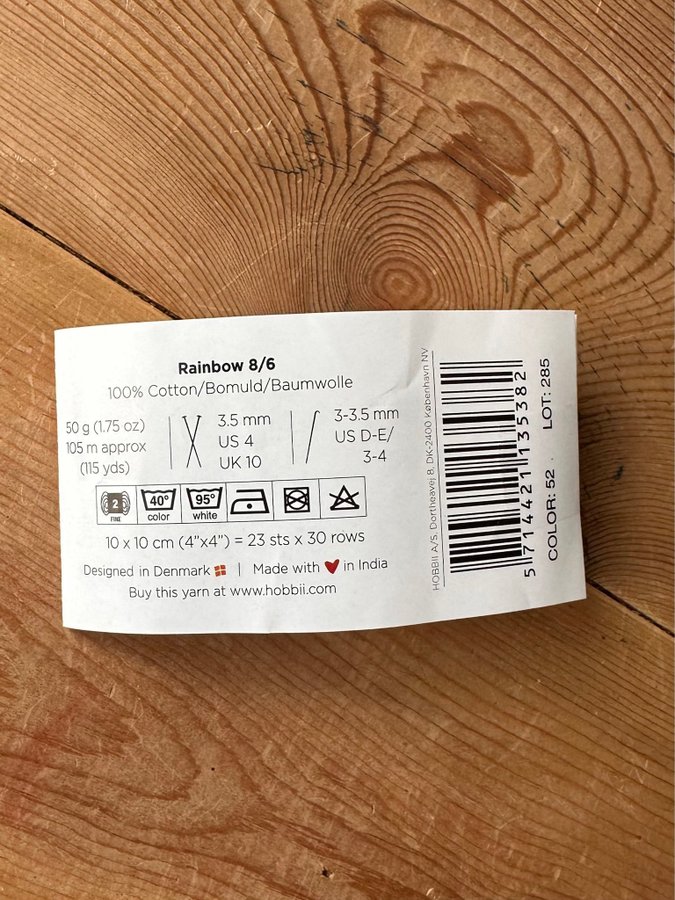 Rainbow 8/6
100% Cotton/Bomuld/Baumwolle
50 g (1.75 oz)
105 m approx
(115 yds)
3.5 mm
US 4
UK 10
3-3.5 mm
US D-E/
3-4
2
FINE
40°
color
95°
white
10 x 10 cm (4”x4”) = 23 sts x 30 rows
Designed in Denmark | Made with ❤ in India
Buy this yarn at www.hobbii.com
HOBBII A/S. Dortheavej 8. DK-2400 København NV
5 714421 135382
COLOR: 52 LOT: 285